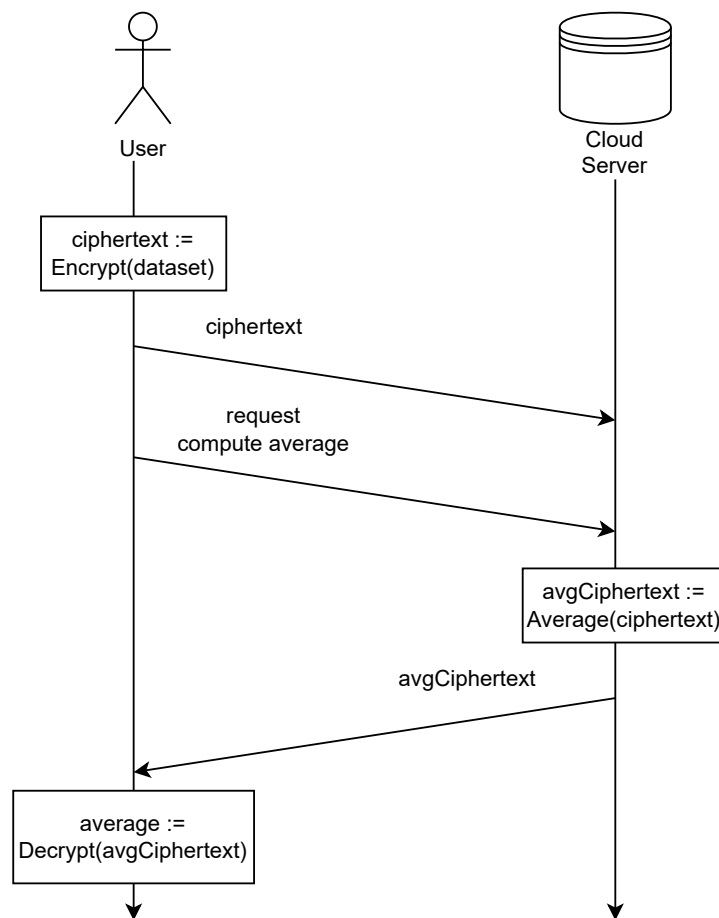 User
Cloud
Server
ciphertext :=
Encrypt(dataset)
ciphertext
request
compute average
avgCiphertext :=
Average(ciphertext)
avgCiphertext
average :=
Decrypt(avgCiphertext)